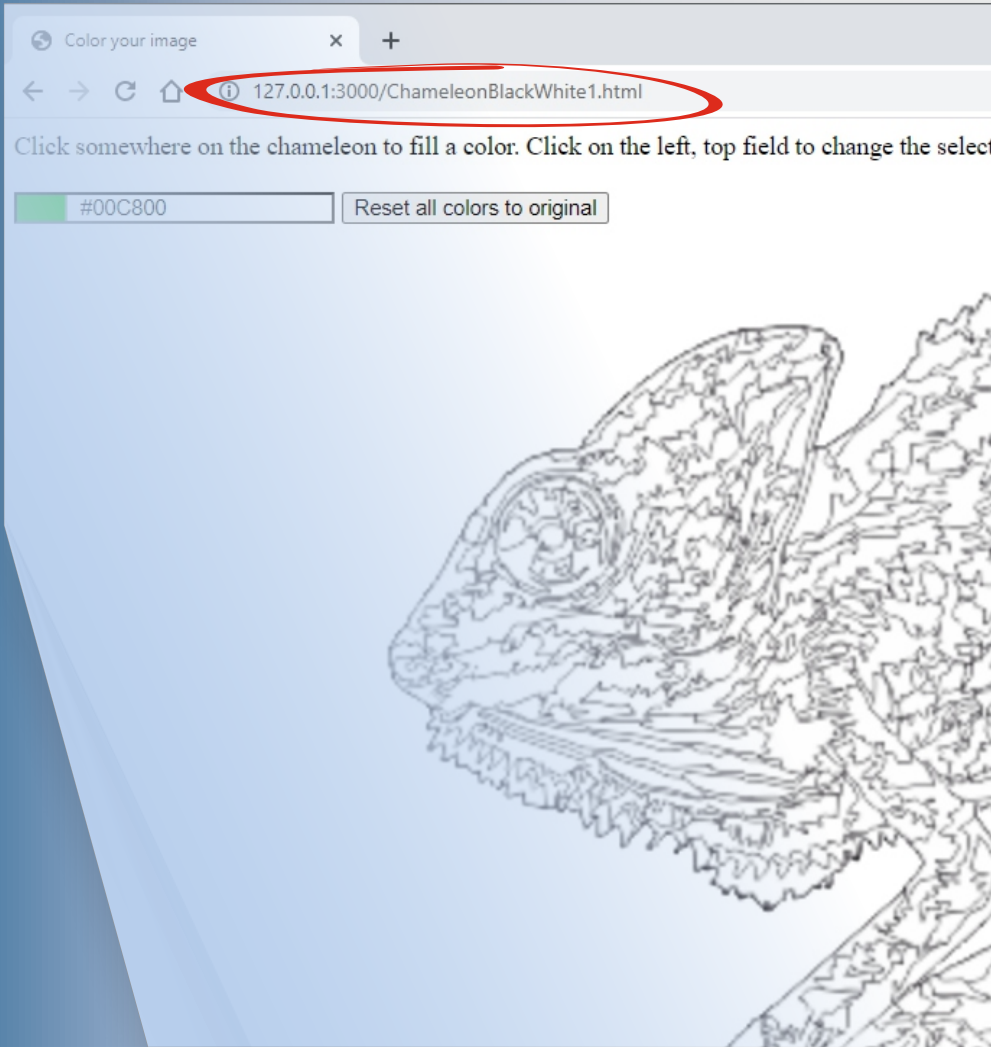 Color your image
127.0.0.1:3000/ChameleonBlackWhite1.html
Click somewhere on the chameleon to fill a color. Click on the left, top field to change the select
#00C800 Reset all colors to original